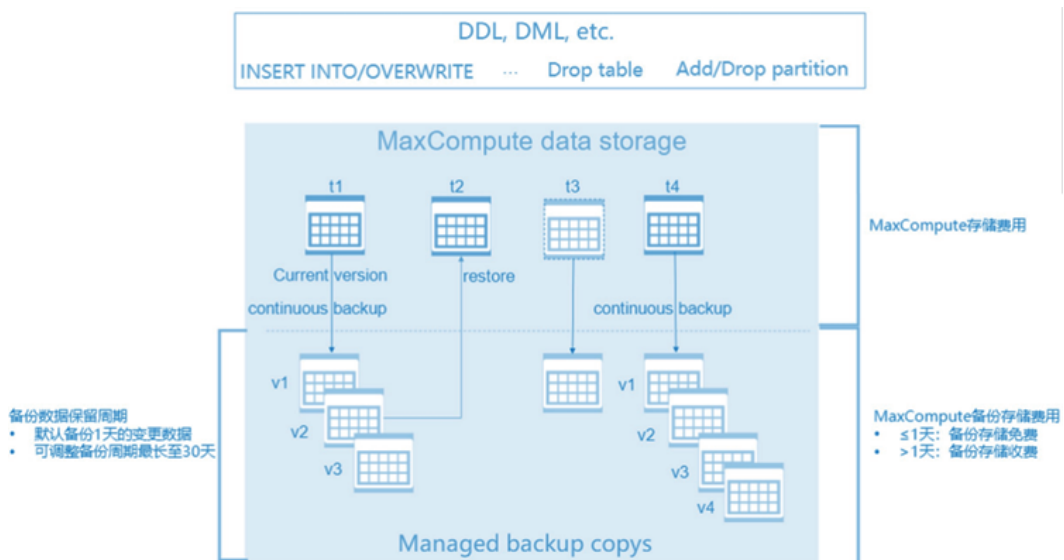 DDL, DML, etc.
INSERT INTO/OVERWRITE ... Drop table Add/Drop partition
MaxCompute data storage
t1 t2 t3 t4
MaxCompute存储费用
Current version restore
continuous backup continuous backup
v1 v1
v2 v2
v3 v3
v4
备份数据保留周期
• 默认备份1天的变更数据
• 可调整备份周期最长至30天
MaxCompute备份存储费用
• ≤1天：备份存储免费
• >1天：备份存储收费
Managed backup copys